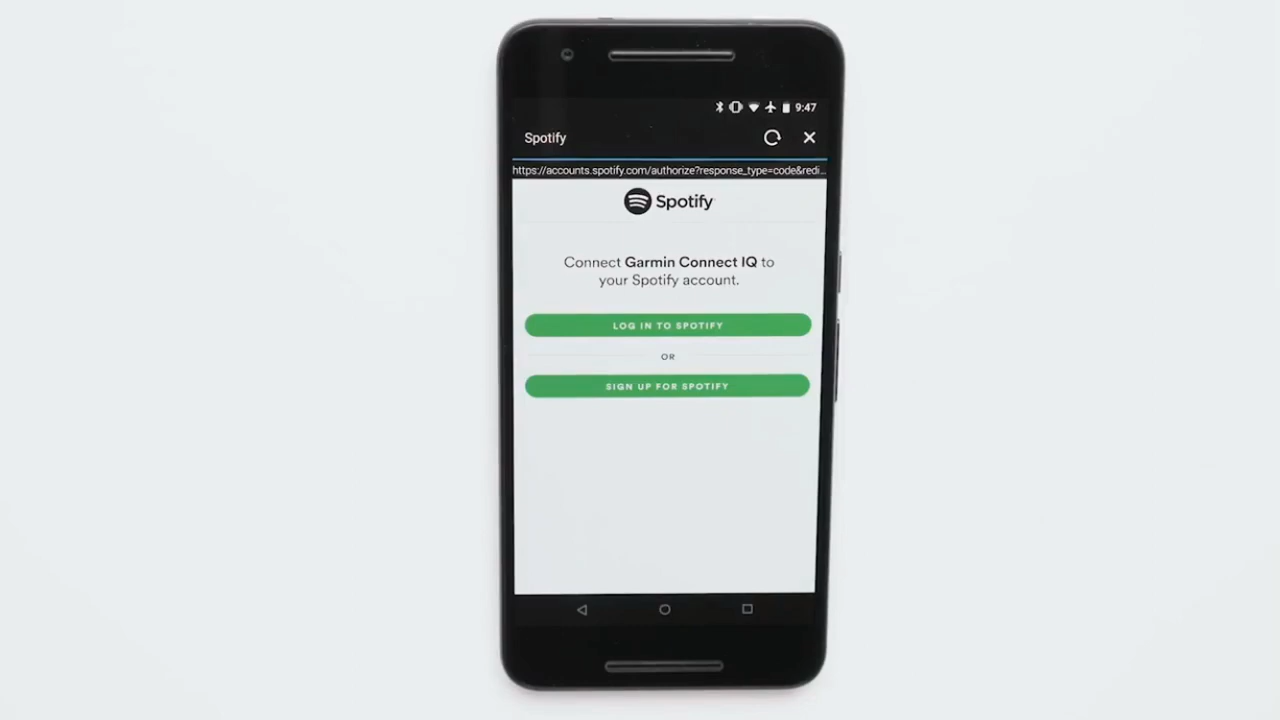 9:47
Spotify
https://accounts.spotify.com/authorize?response_type=code&redi...
Spotify
Connect Garmin Connect IQ to
your Spotify account.
LOG IN TO SPOTIFY
OR
SIGN UP FOR SPOTIFY